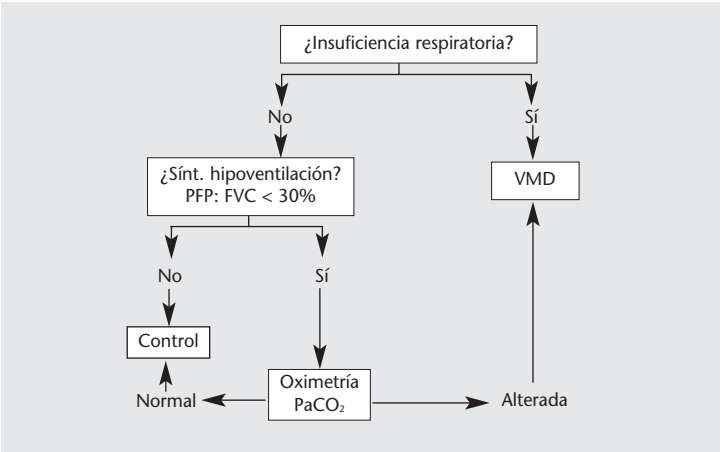 ¿Insuficiencia respiratoria?
No
Sí
¿Sínt. hipoventilación?
PFP: FVC < 30%
VMD
No
Sí
Control
Oximetría
PaCO₂
Normal
Alterada